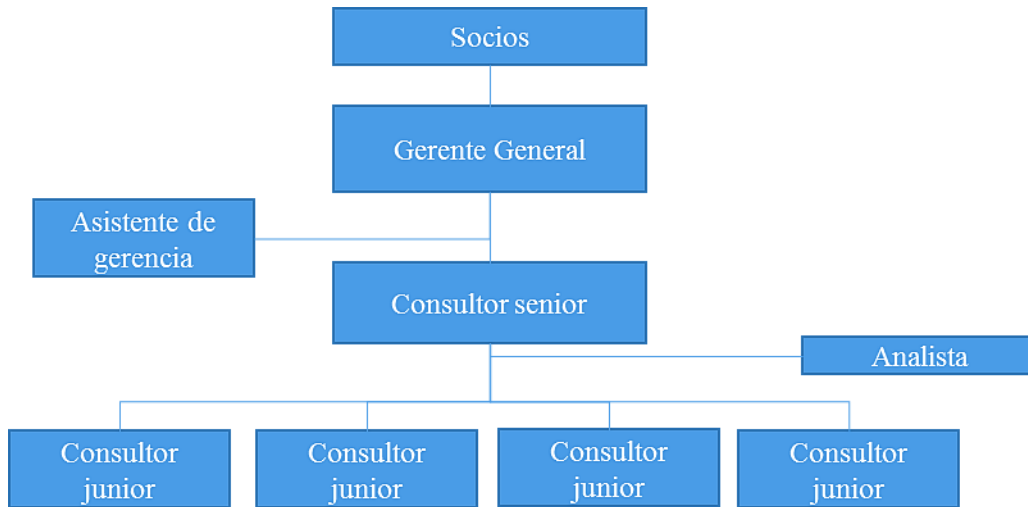 Socios
Gerente General
Asistente de
gerencia
Consultor senior
Analista
Consultor
junior
Consultor
junior
Consultor
junior
Consultor
junior